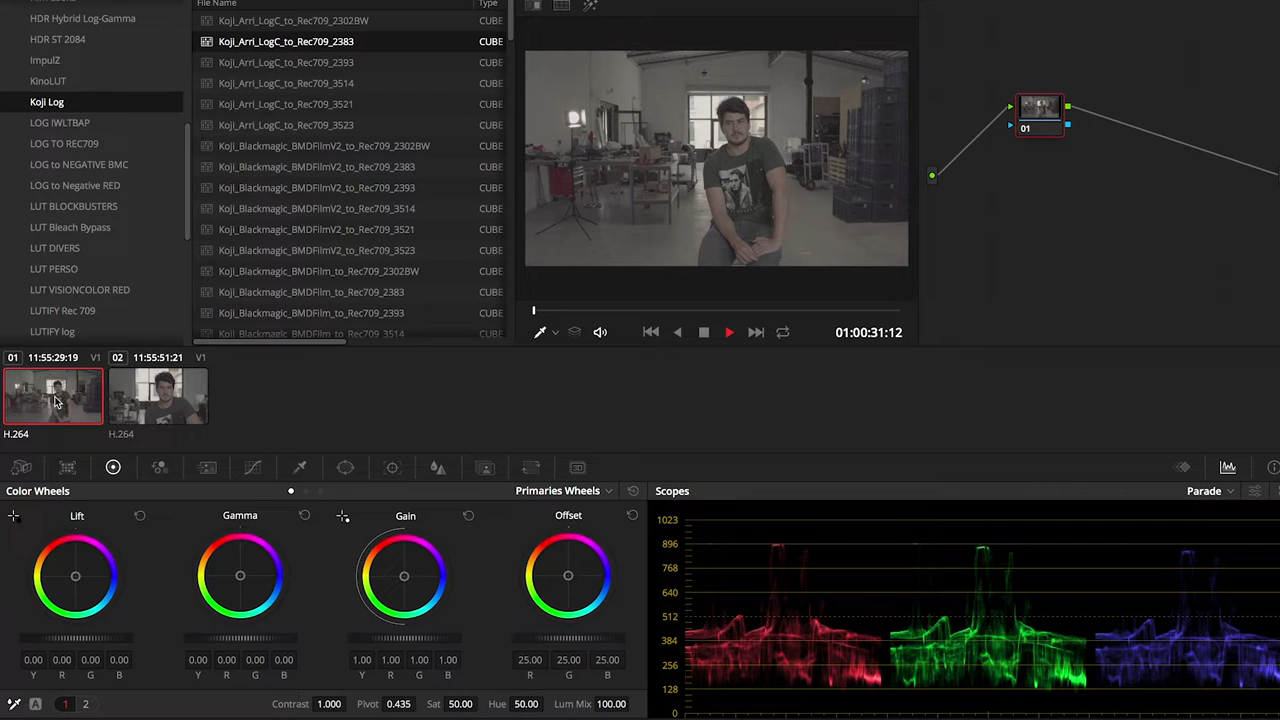 File Name Type
HDR Hybrid Log-Gamma
HDR ST 2084
ImpulZ
KinoLUT
Koji Log
LOG IWLTBAP
LOG TO REC709
LOG to NEGATIVE BMC
LOG to Negative RED
LUT BLOCKBUSTERS
LUT Bleach Bypass
LUT DIVERS
LUT PERSO
LUT VISIONCOLOR RED
LUTIFY Rec 709
LUTIFY log
Koji_Arri_LogC_to_Rec709_2302BW CUBE
Koji_Arri_LogC_to_Rec709_2383 CUBE
Koji_Arri_LogC_to_Rec709_2393 CUBE
Koji_Arri_LogC_to_Rec709_3514 CUBE
Koji_Arri_LogC_to_Rec709_3521 CUBE
Koji_Arri_LogC_to_Rec709_3523 CUBE
Koji_Blackmagic_BMDFilmV2_to_Rec709_2302BW CUBE
Koji_Blackmagic_BMDFilmV2_to_Rec709_2383 CUBE
Koji_Blackmagic_BMDFilmV2_to_Rec709_2393 CUBE
Koji_Blackmagic_BMDFilmV2_to_Rec709_3514 CUBE
Koji_Blackmagic_BMDFilmV2_to_Rec709_3521 CUBE
Koji_Blackmagic_BMDFilmV2_to_Rec709_3523 CUBE
Koji_Blackmagic_BMDFilm_to_Rec709_2302BW CUBE
Koji_Blackmagic_BMDFilm_to_Rec709_2383 CUBE
Koji_Blackmagic_BMDFilm_to_Rec709_2393 CUBE
Koji_Blackmagic_BMDFilm_to_Rec709_3514 CUBE
01
01:00:31:12
01 11:55:29:19 V1 02 11:55:51:21 V1
H.264 H.264
Color Wheels Primaries Wheels
Lift Gamma Gain Offset
0.00 0.00 0.00 0.00 0.00 0.00 0.00 0.00 1.00 1.00 1.00 1.00 25.00 25.00 25.00
Y R G B Y R G B Y R G B R G B
A 1 2 Contrast 1.000 Pivot 0.435 Sat 50.00 Hue 50.00 Lum Mix 100.00
Scopes Parade
1023
896
768
640
512
384
256
128
0